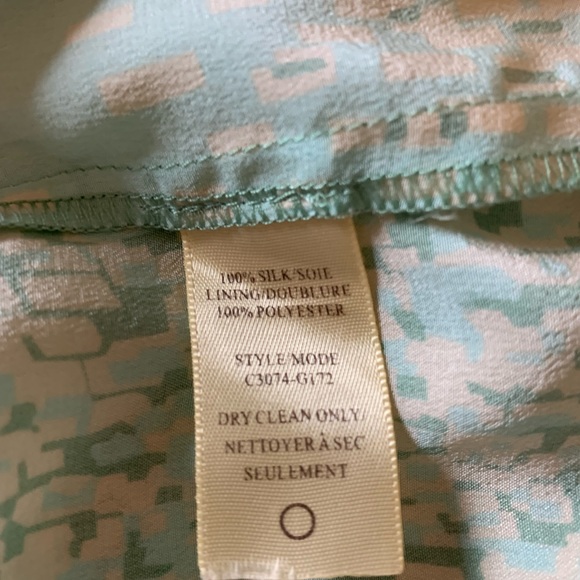 100% SILK/SOIE
LINING/DOUBLURE
100% POLYESTER
STYLE/MODE
C3074-G172
DRY CLEAN ONLY/
NETTOYER À SEC
SEULEMENT